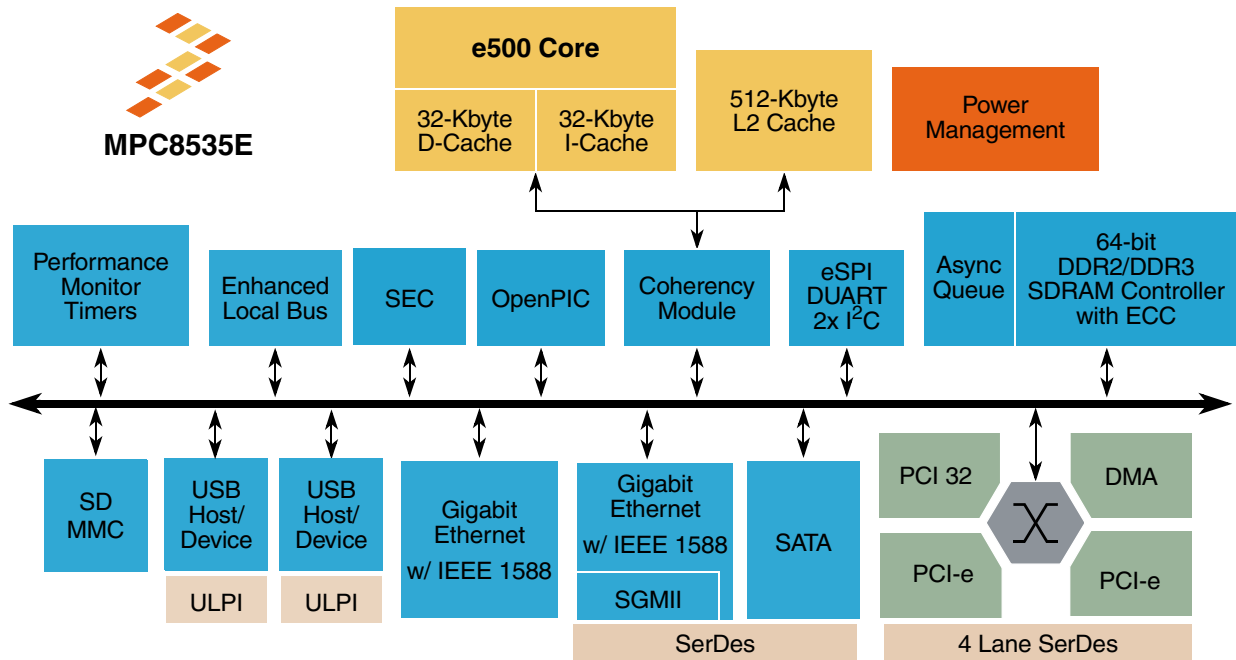 MPC8535E
e500 Core
32-Kbyte
D-Cache
32-Kbyte
I-Cache
512-Kbyte
L2 Cache
Power
Management
Performance
Monitor
Timers
Enhanced
Local Bus
SEC
OpenPIC
Coherency
Module
eSPI
DUART
2x I²C
Async
Queue
64-bit
DDR2/DDR3
SDRAM Controller
with ECC
SD
MMC
USB
Host/
Device
ULPI
USB
Host/
Device
ULPI
Gigabit
Ethernet
w/ IEEE 1588
Gigabit
Ethernet
w/ IEEE 1588
SGMII
SATA
SerDes
PCI 32
DMA
PCI-e
PCI-e
4 Lane SerDes